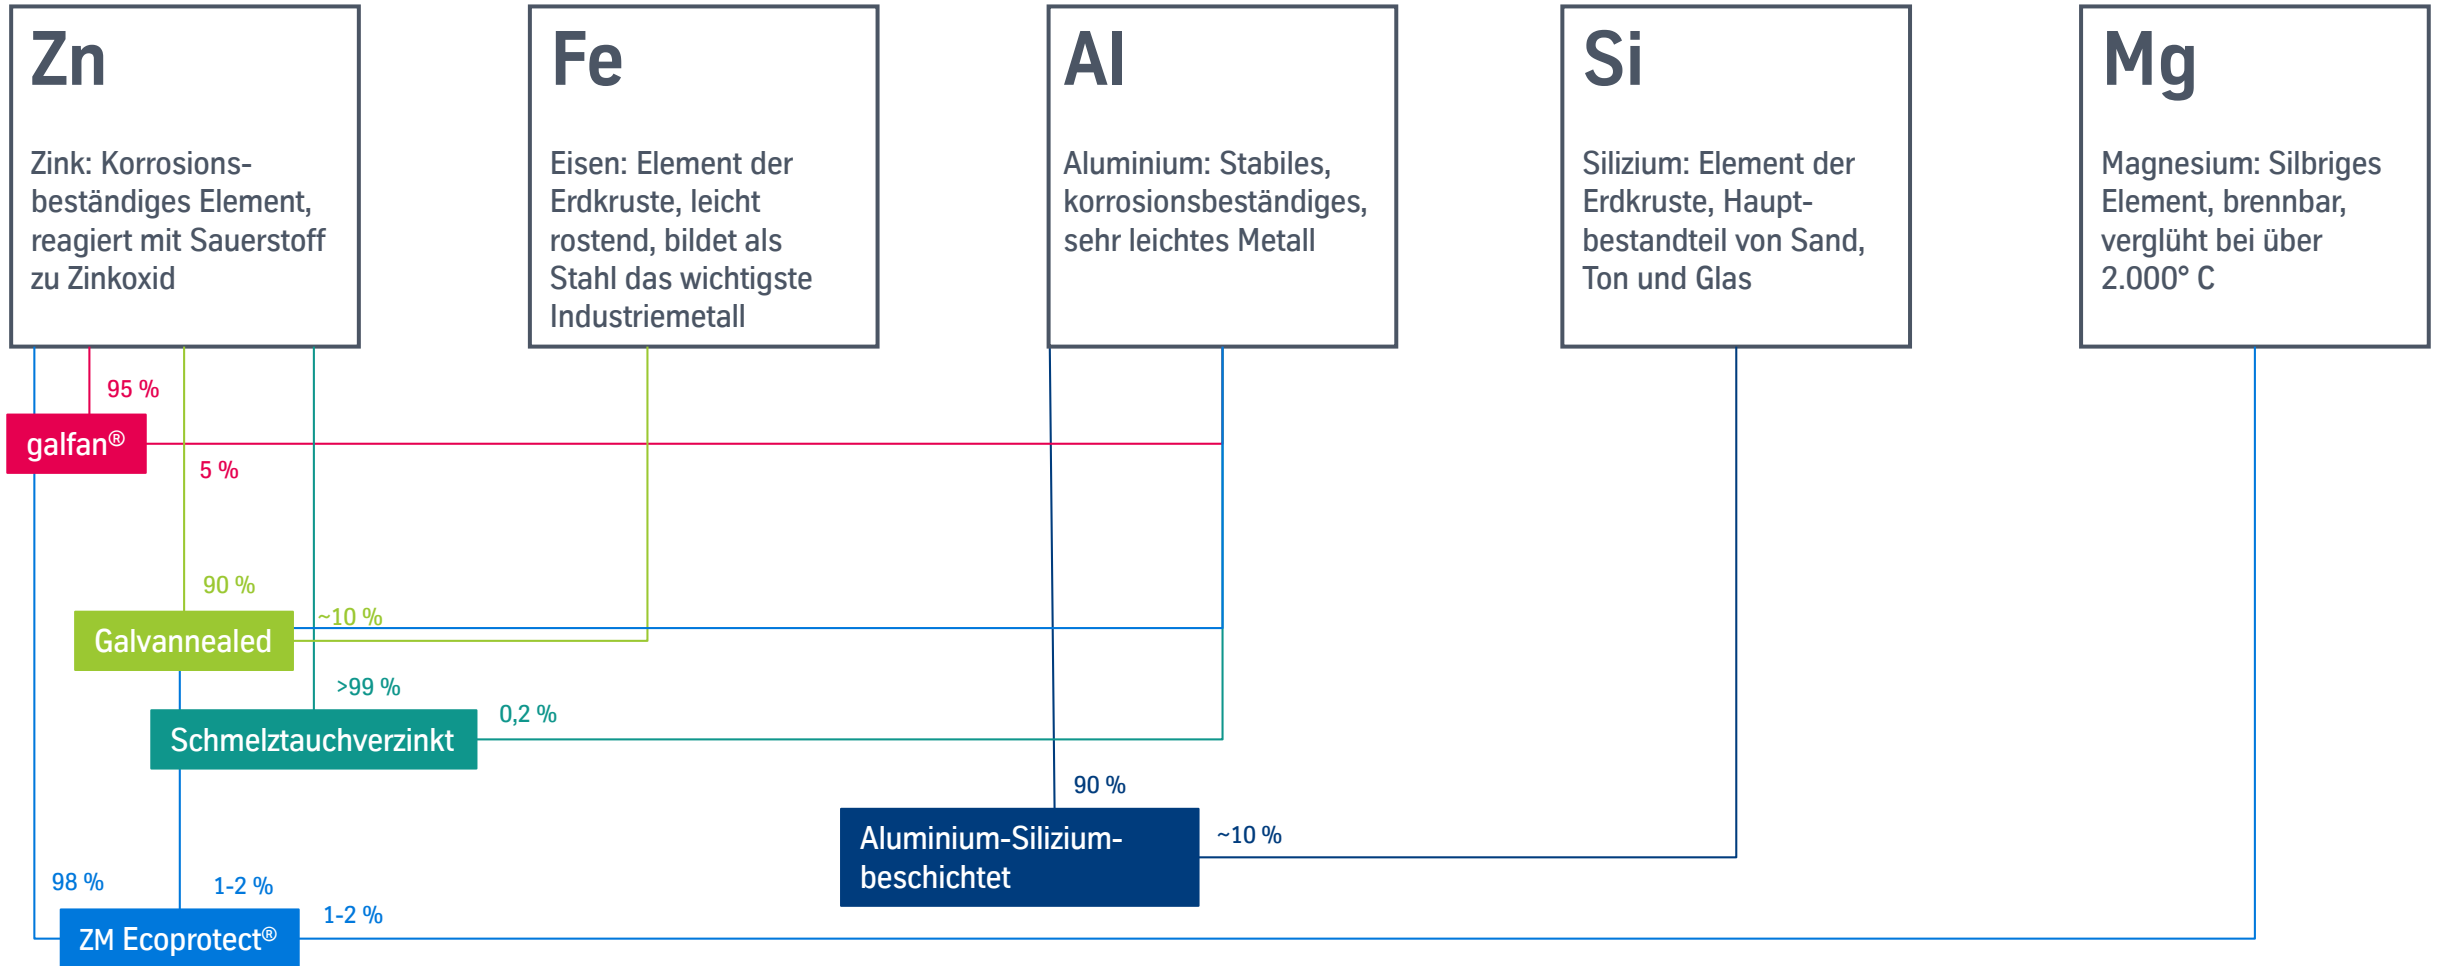 Zn
Zink: Korrosions-
beständiges Element,
reagiert mit Sauerstoff
zu Zinkoxid
Fe
Eisen: Element der
Erdkruste, leicht
rostend, bildet als
Stahl das wichtigste
Industriemetall
Al
Aluminium: Stabiles,
korrosionsbeständiges,
sehr leichtes Metall
Si
Silizium: Element der
Erdkruste, Haupt-
bestandteil von Sand,
Ton und Glas
Mg
Magnesium: Silbriges
Element, brennbar,
verglüht bei über
2.000° C
95 %
galfan®
5 %
90 %
~10 %
Galvannealed
>99 %
0,2 %
Schmelztauchverzinkt
90 %
Aluminium-Silizium-
beschichtet
~10 %
98 %
1-2 %
1-2 %
ZM Ecoprotect®